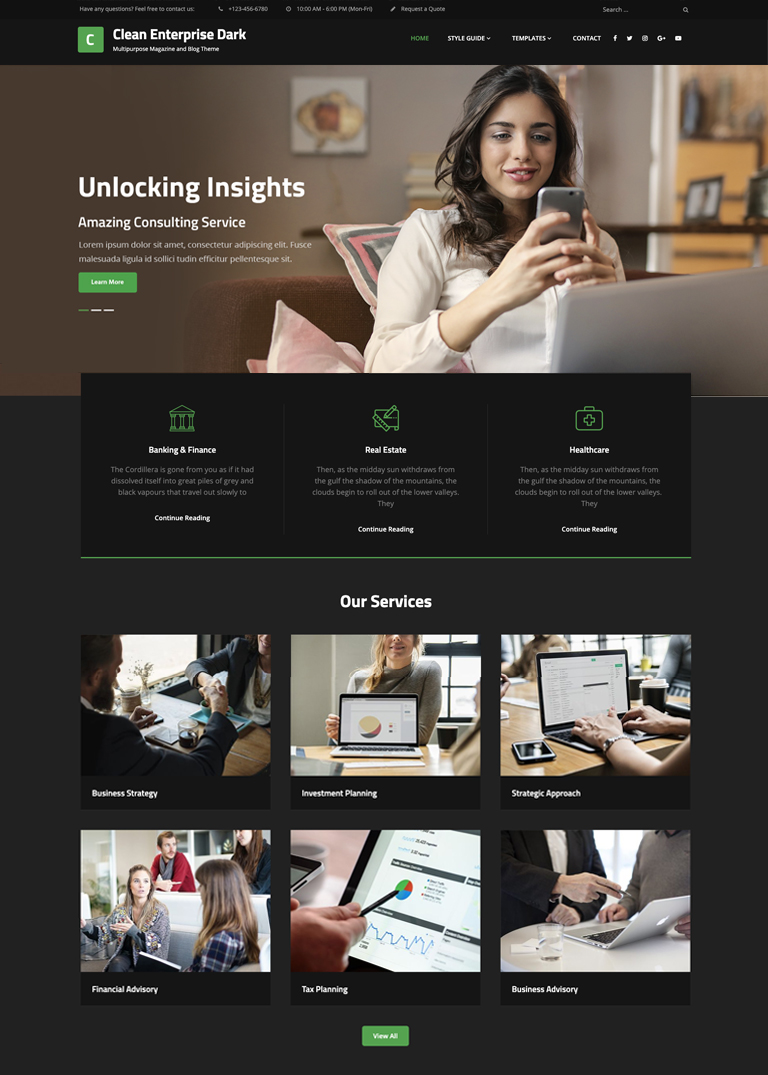 Have any questions? Feel free to contact us: +123-456-6780 10:00 AM - 6:00 PM (Mon-Fri) Request a Quote Search ...
C Clean Enterprise Dark
Multipurpose Magazine and Blog Theme
HOME STYLE GUIDE TEMPLATES CONTACT
Unlocking Insights
Amazing Consulting Service
Lorem ipsum dolor sit amet, consectetur adipiscing elit. Fusce
malesuada ligula id sollici tudin efficitur pellentesque sit.
Learn More
Banking & Finance
The Cordillera is gone from you as if it had
dissolved itself into great piles of grey and
black vapours that travel out slowly to
Continue Reading
Real Estate
Then, as the midday sun withdraws from
the gulf the shadow of the mountains, the
clouds begin to roll out of the lower valleys.
They
Continue Reading
Healthcare
Then, as the midday sun withdraws from
the gulf the shadow of the mountains, the
clouds begin to roll out of the lower valleys.
They
Continue Reading
Our Services
Business Strategy
Investment Planning
Strategic Approach
Financial Advisory
Tax Planning
Business Advisory
View All